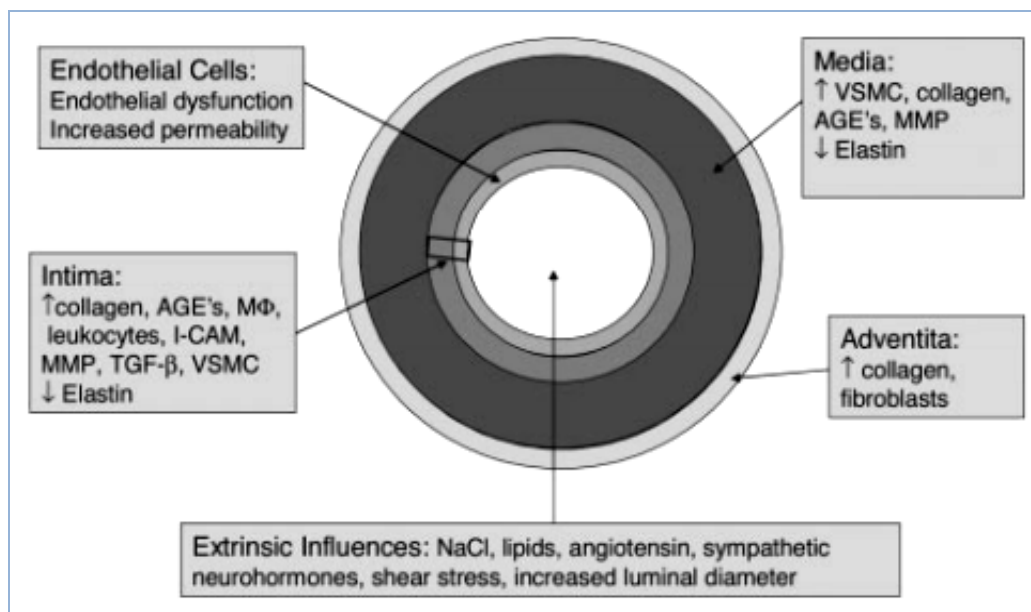 Endothelial Cells:
Endothelial dysfunction
Increased permeability
Media:
↑ VSMC, collagen,
AGE's, MMP
↓ Elastin
Intima:
↑collagen, AGE's, MΦ,
leukocytes, I-CAM,
MMP, TGF-β, VSMC
↓ Elastin
Adventita:
↑ collagen,
fibroblasts
Extrinsic Influences: NaCl, lipids, angiotensin, sympathetic
neurohormones, shear stress, increased luminal diameter